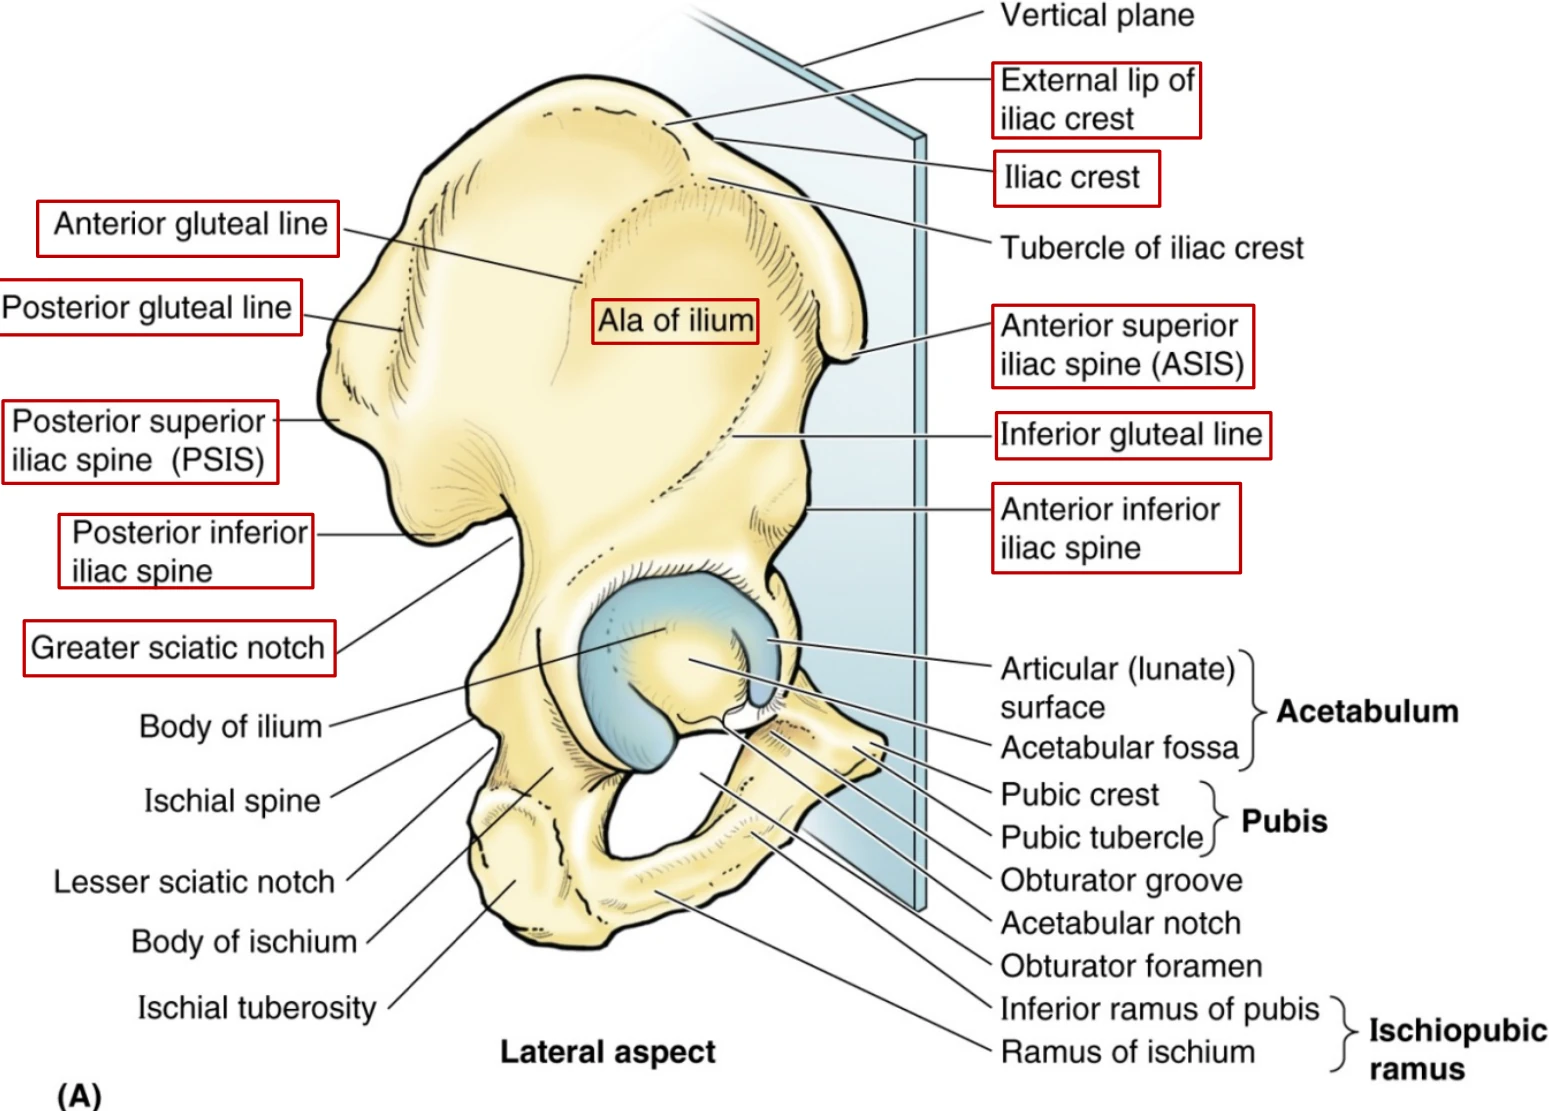 Vertical plane
External lip of
iliac crest
Iliac crest
Tubercle of iliac crest
Anterior superior
iliac spine (ASIS)
Inferior gluteal line
Anterior inferior
iliac spine
Articular (lunate)
surface
Acetabular fossa
Acetabulum
Pubic crest
Pubic tubercle
Pubis
Obturator groove
Acetabular notch
Obturator foramen
Inferior ramus of pubis
Ramus of ischium
Ischiopubic
ramus
Anterior gluteal line
Posterior gluteal line
Ala of ilium
Posterior superior
iliac spine (PSIS)
Posterior inferior
iliac spine
Greater sciatic notch
Body of ilium
Ischial spine
Lesser sciatic notch
Body of ischium
Ischial tuberosity
Lateral aspect
(A)